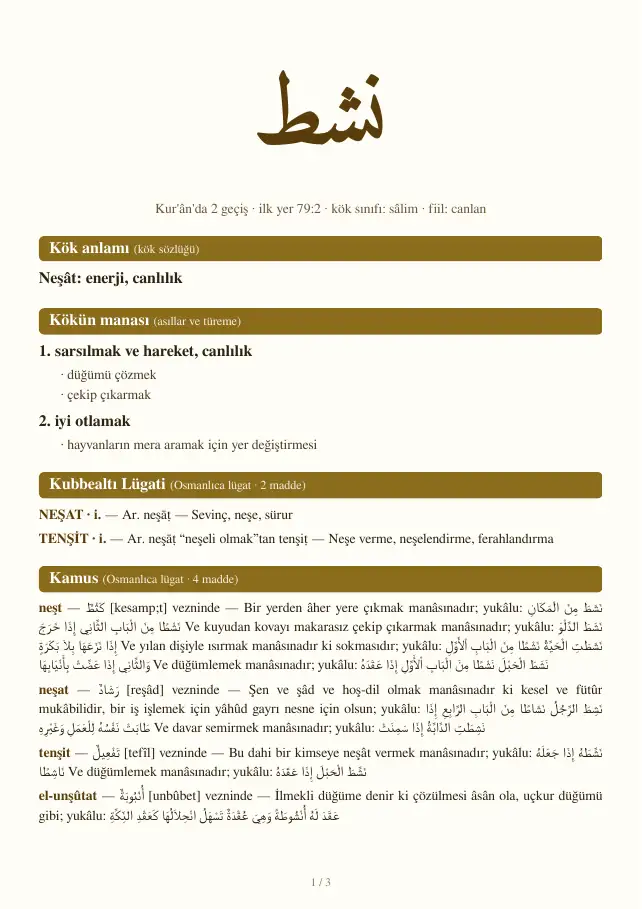 نشط
Kur'ân'da 2 geçiş · ilk yer 79:2 · kök sınıfı: sâlim · fiil: canlan
Kök anlamı (kök sözlüğü)
Neşât: enerji, canlılık
Kökün manası (asıllar ve türeme)
1. sarsılmak ve hareket, canlılık
· düğümü çözmek
· çekip çıkarmak
2. iyi otlamak
· hayvanların mera aramak için yer değiştirmesi
Kubbealtı Lügati (Osmanlıca lügat · 2 madde)
NEŞAT · i. — Ar. neşāṭ — Sevinç, neşe, sürur
TENŞİT · i. — Ar. neşāṭ “neşeli olmak”tan tenşiṭ — Neşe verme, neşelendirme, ferahlandırma
Kamus (Osmanlıca lügat · 4 madde)
neşt — كَثْطٌ [kesamp;t] vezninde — Bir yerden âher yere çıkmak manâsınadır; yukâlu: نَشَطَ مِنَ الْمَكَانِ
نَشْطًا مِنَ الْبَابِ الثَّانِي إِذَا خَرَجَ Ve kuyudan kovayı makarasız çekip çıkarmak manâsınadır; yukâlu: نَشَطَ الدَّلْوَ
إِذَا نَزَعَهَا بِلاَ بَكَرَةٍ Ve yılan dişiyle ısırmak manâsınadır ki sokmasıdır; yukâlu: نَشَطَتِ الْحَيَّةُ نَشْطًا مِنَ الْبَابِ اْلأَوَّلِ
وَالثَّانِي إِذَا عَضَّتْ بِأَنْيَابِهَا Ve düğümlemek manâsınadır; yukâlu: نَشَطَ الْحَبْلَ نَشْطًا مِنَ الْبَابِ اْلأَوَّلِ إِذَا عَقَدَهُ
neşat — رَشَادٌ [reşâd] vezninde — Şen ve şâd ve hoş-dil olmak manâsınadır ki kesel ve fütûr
mukâbilidir, bir iş işlemek için yâhûd gayrı nesne için olsun; yukâlu: نَشِطَ الرَّجُلُ نَشَاطًا مِنَ الْبَابِ الرَّابِعِ إِذَا
طَابَتْ نَفْسُهُ لِلْعَمَلِ وَغَيْرِهِ Ve davar semirmek manâsınadır; yukâlu: نَشِطَتِ الدَّابَّةُ إِذَا سَمِنَتْ
tenşit — تَفْعِيلٌ [tefîl] vezninde — Bu dahi bir kimseye neşât vermek manâsınadır; yukâlu: نَشَّطَهُ إِذَا جَعَلَهُ
نَاشِطًا Ve düğümlemek manâsınadır; yukâlu: نَشَّطَ الْحَبْلَ إِذَا عَقَدَهُ
el-unşûtat — أُنْبُوبَةٌ [unbûbet] vezninde — İlmekli düğüme denir ki çözülmesi âsân ola, uçkur düğümü
gibi; yukâlu: عَقَدَ لَهُ أُنْشُوطَةً وَهِيَ عُقْدَةٌ تَسْهُلُ انْحِلاَلُهَا كَعَقْدِ التِّكَّةِ
1 / 3